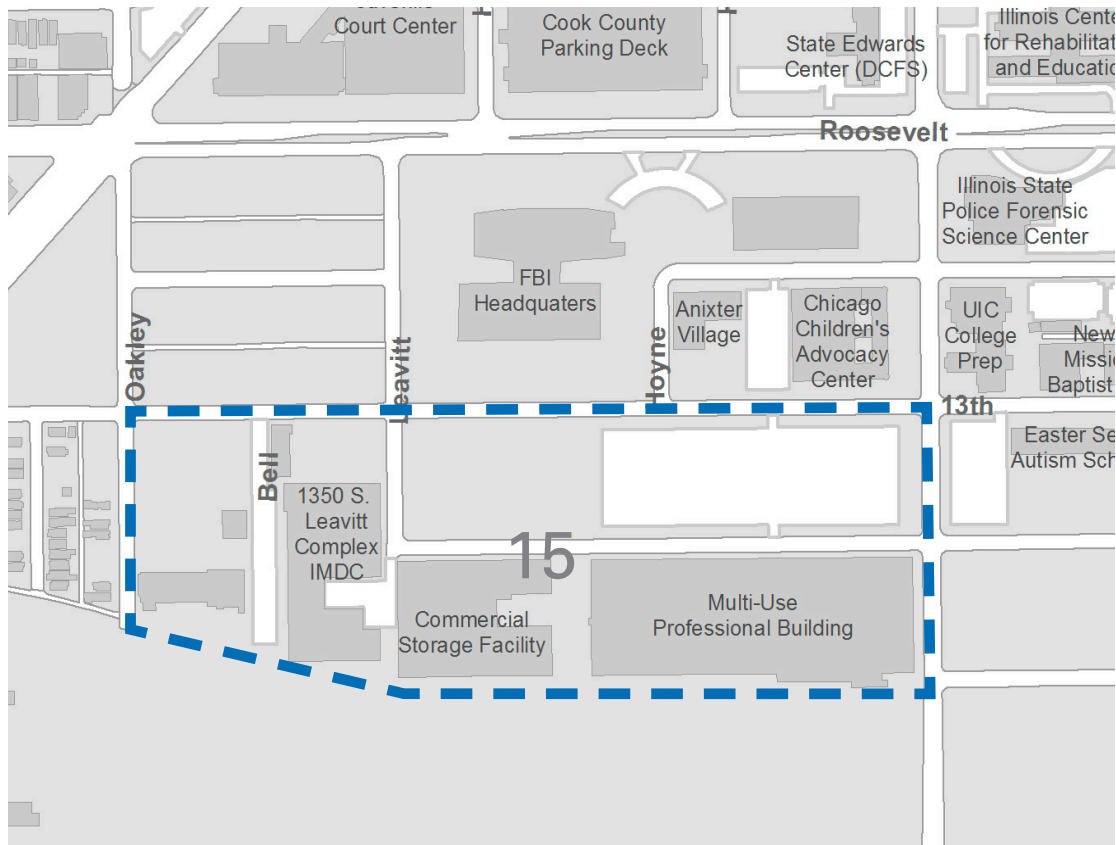 Court Center
Cook County
Parking Deck
State Edwards
Center (DCFS)
Illinois Cente
for Rehabilitat
and Educatio
Roosevelt
Illinois State
Police Forensic
Science Center
FBI
Headquaters
Anixter
Village
Chicago
Children's
Advocacy
Center
UIC
College
Prep
New
Missio
Baptist
Oakley
Leavitt
Hoyne
13th
Easter Se
Autism Sch
Bell
1350 S.
Leavitt
Complex
IMDC
15
Commercial
Storage Facility
Multi-Use
Professional Building